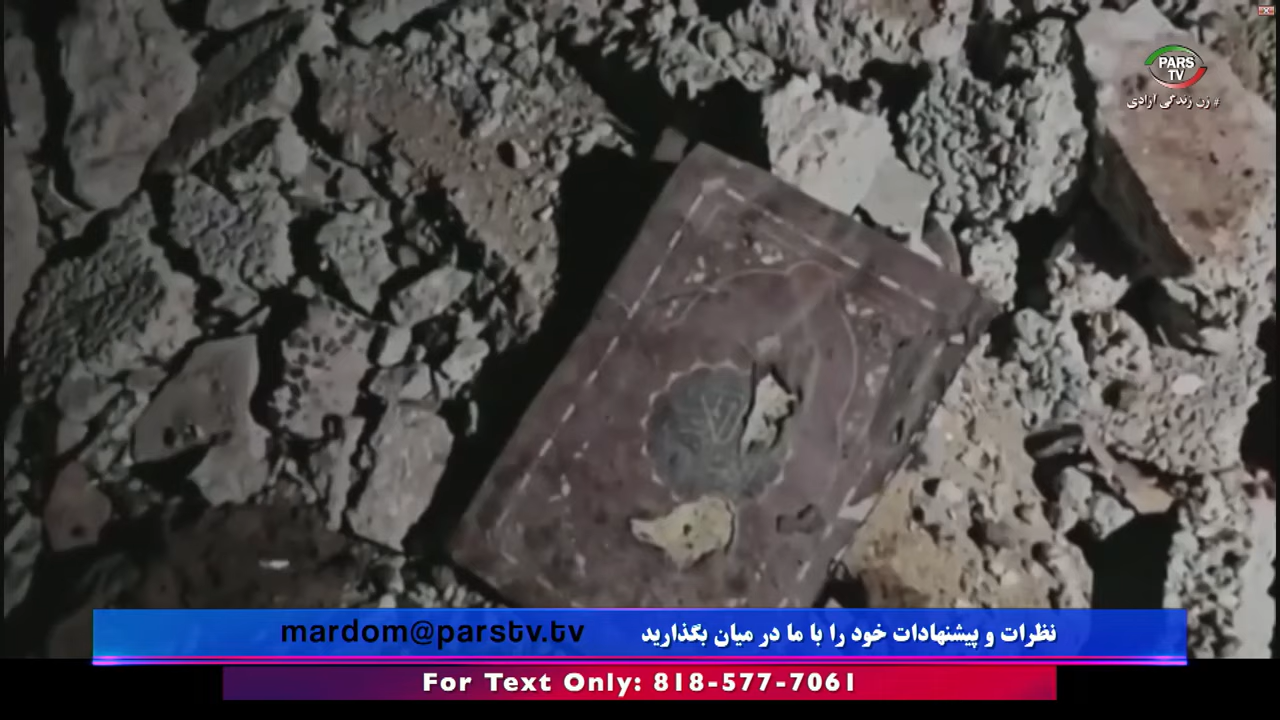 PARS
TV
# زن زندگی آزادی
نظرات و پیشنهادات خود را با ما در میان بگذارید mardom@parstv.tv
For Text Only: 818-577-7061